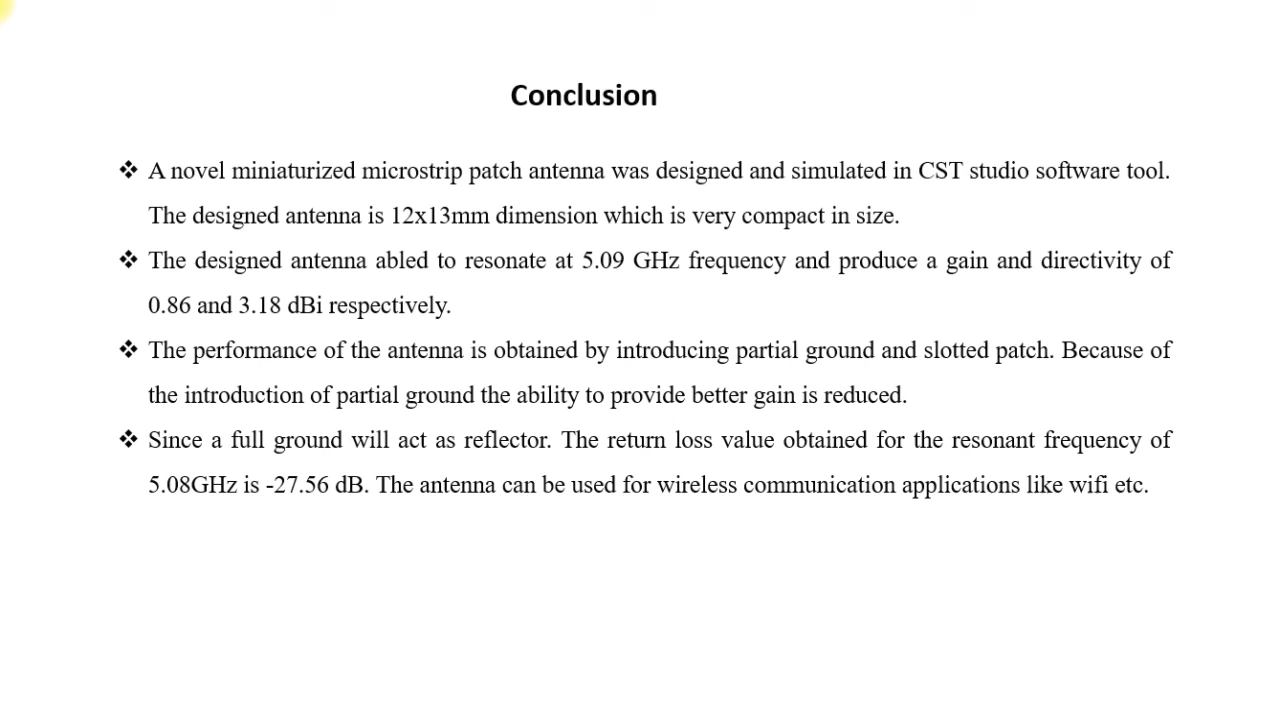 Conclusion
❖ A novel miniaturized microstrip patch antenna was designed and simulated in CST studio software tool.
The designed antenna is 12x13mm dimension which is very compact in size.
❖ The designed antenna abled to resonate at 5.09 GHz frequency and produce a gain and directivity of
0.86 and 3.18 dBi respectively.
❖ The performance of the antenna is obtained by introducing partial ground and slotted patch. Because of
the introduction of partial ground the ability to provide better gain is reduced.
❖ Since a full ground will act as reflector. The return loss value obtained for the resonant frequency of
5.08GHz is -27.56 dB. The antenna can be used for wireless communication applications like wifi etc.